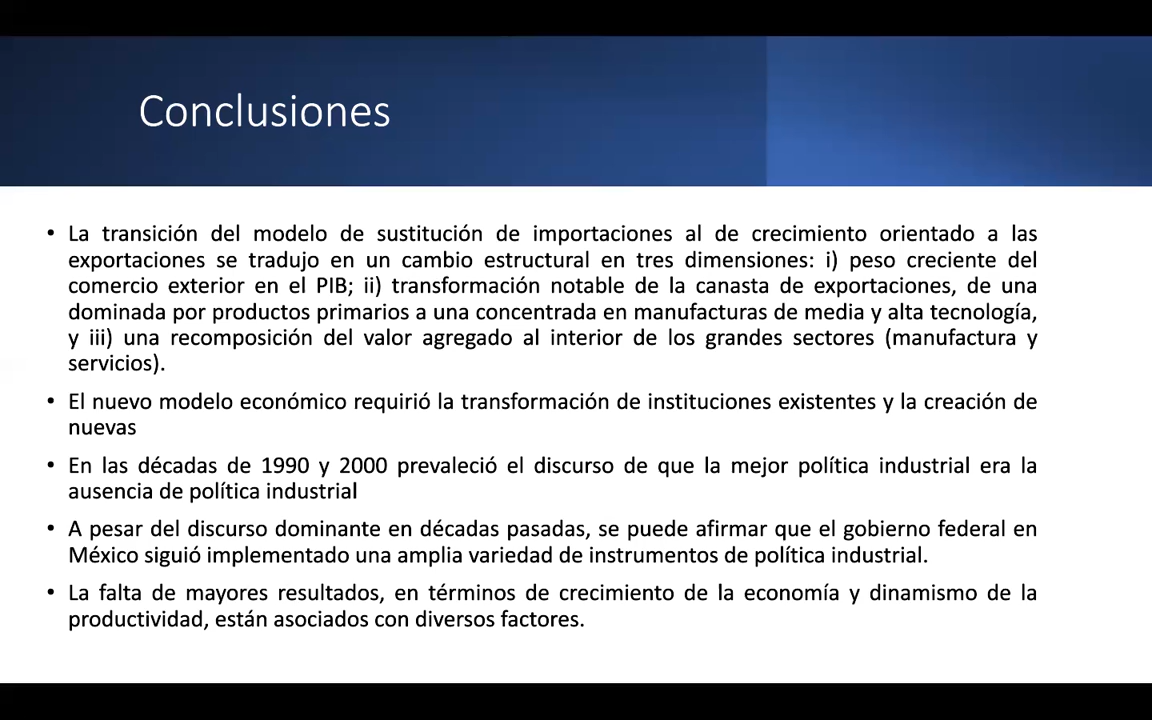 Conclusiones
• La transición del modelo de sustitución de importaciones al de crecimiento orientado a las
exportaciones se tradujo en un cambio estructural en tres dimensiones: i) peso creciente del
comercio exterior en el PIB; ii) transformación notable de la canasta de exportaciones, de una
dominada por productos primarios a una concentrada en manufacturas de media y alta tecnología,
y iii) una recomposición del valor agregado al interior de los grandes sectores (manufactura y
servicios).
• El nuevo modelo económico requirió la transformación de instituciones existentes y la creación de
nuevas
• En las décadas de 1990 y 2000 prevaleció el discurso de que la mejor política industrial era la
ausencia de política industrial
• A pesar del discurso dominante en décadas pasadas, se puede afirmar que el gobierno federal en
México siguió implementado una amplia variedad de instrumentos de política industrial.
• La falta de mayores resultados, en términos de crecimiento de la economía y dinamismo de la
productividad, están asociados con diversos factores.